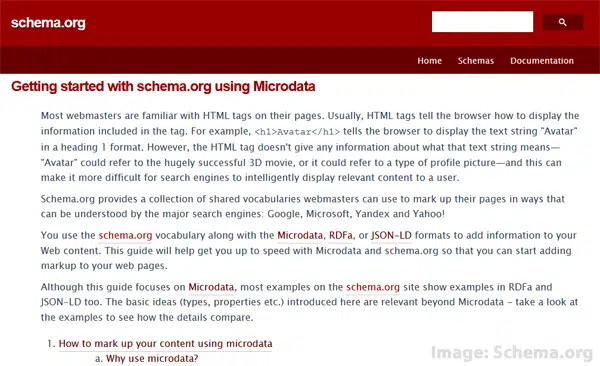 schema.org
Home Schemas Documentation
Getting started with schema.org using Microdata
Most webmasters are familiar with HTML tags on their pages. Usually, HTML tags tell the browser how to display the
information included in the tag. For example, <h1>Avatar</h1> tells the browser to display the text string "Avatar"
in a heading 1 format. However, the HTML tag doesn't give any information about what that text string means—
"Avatar" could refer to the hugely successful 3D movie, or it could refer to a type of profile picture—and this can
make it more difficult for search engines to intelligently display relevant content to a user.
Schema.org provides a collection of shared vocabularies webmasters can use to mark up their pages in ways that
can be understood by the major search engines: Google, Microsoft, Yandex and Yahoo!
You use the schema.org vocabulary along with the Microdata, RDFa, or JSON-LD formats to add information to your
Web content. This guide will help get you up to speed with Microdata and schema.org so that you can start adding
markup to your web pages.
Although this guide focuses on Microdata, most examples on the schema.org site show examples in RDFa and
JSON-LD too. The basic ideas (types, properties etc.) introduced here are relevant beyond Microdata - take a look at
the examples to see how the details compare.
1. How to mark up your content using microdata
a. Why use microdata?
Image: Schema.org